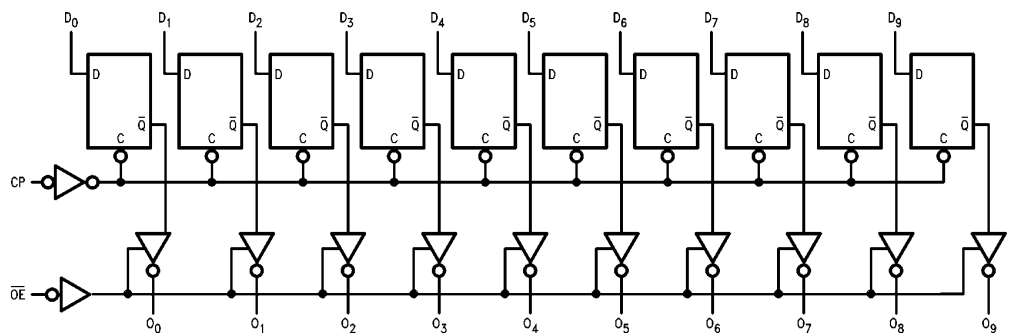 D0 D1 D2 D3 D4 D5 D6 D7 D8 D9
D D D D D D D D D D
Q̅ Q̅ Q̅ Q̅ Q̅ Q̅ Q̅ Q̅ Q̅ Q̅
C C C C C C C C C C
CP
O̅E̅
O0 O1 O2 O3 O4 O5 O6 O7 O8 O9